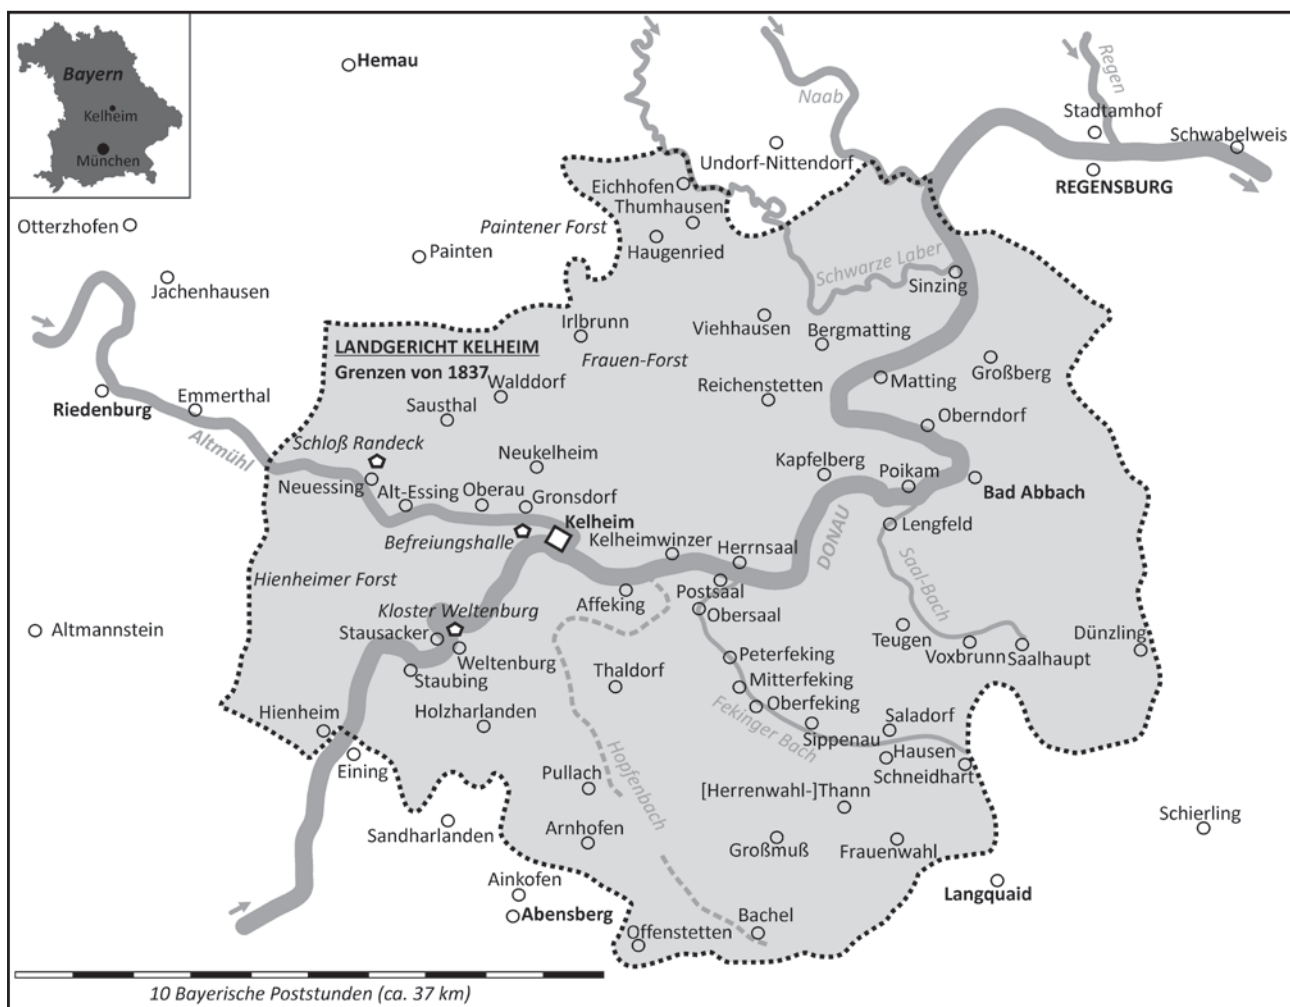 Bayern
Kelheim
München
Hemau
Naab
Regen
Stadtamhof
Schwabelweis
Undorf-Nittendorf
REGENSBURG
Eichhofen
Thumhausen
Otterzhofen
Paintener Forst
Painten
Haugenried
Schwarze Laber
Sinzing
Jachenhausen
Irlbrunn
Viehhausen
Bergmatting
LANDGERICHT KELHEIM
Grenzen von 1837
Frauen-Forst
Großberg
Walddorf
Reichenstetten
Matting
Riedenburg
Emmerthal
Sausthal
Oberndorf
Altmühl
Schloß Randeck
Neukelheim
Kapfelberg
Poikam
Neuessing
Alt-Essing
Oberau
Gronsdorf
Bad Abbach
Kelheim
Lengfeld
Befreiungshalle
Kelheimwinzer
Herrnsaal
DONAU
Saal-Bach
Hienheimer Forst
Affeking
Postsaal
Kloster Weltenburg
Obersaal
Altmannstein
Stausacker
Teugen
Dünzling
Weltenburg
Voxbrunn
Saalhaupt
Peterfeking
Staubing
Thaldorf
Mitterfeking
Oberfeking
Hienheim
Holzharlanden
Fekinger Bach
Saladorf
Sippenau
Hausen
Eining
Hopfenbach
Schneidhart
Pullach
[Herrenwahl-]Thann
Schierling
Sandharlanden
Arnhofen
Großmuß
Frauenwahl
Ainkofen
Langquaid
Abensberg
Bachel
Offenstetten
10 Bayerische Poststunden (ca. 37 km)